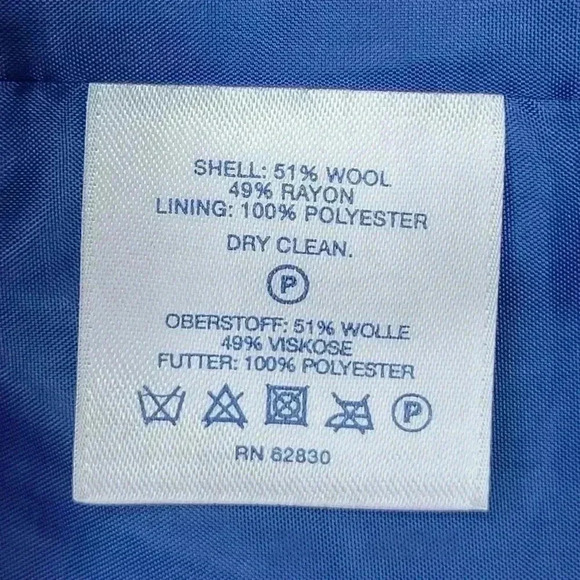 SHELL: 51% WOOL
49% RAYON
LINING: 100% POLYESTER
DRY CLEAN.
P
OBERSTOFF: 51% WOLLE
49% VISKOSE
FUTTER: 100% POLYESTER
P
RN 62830